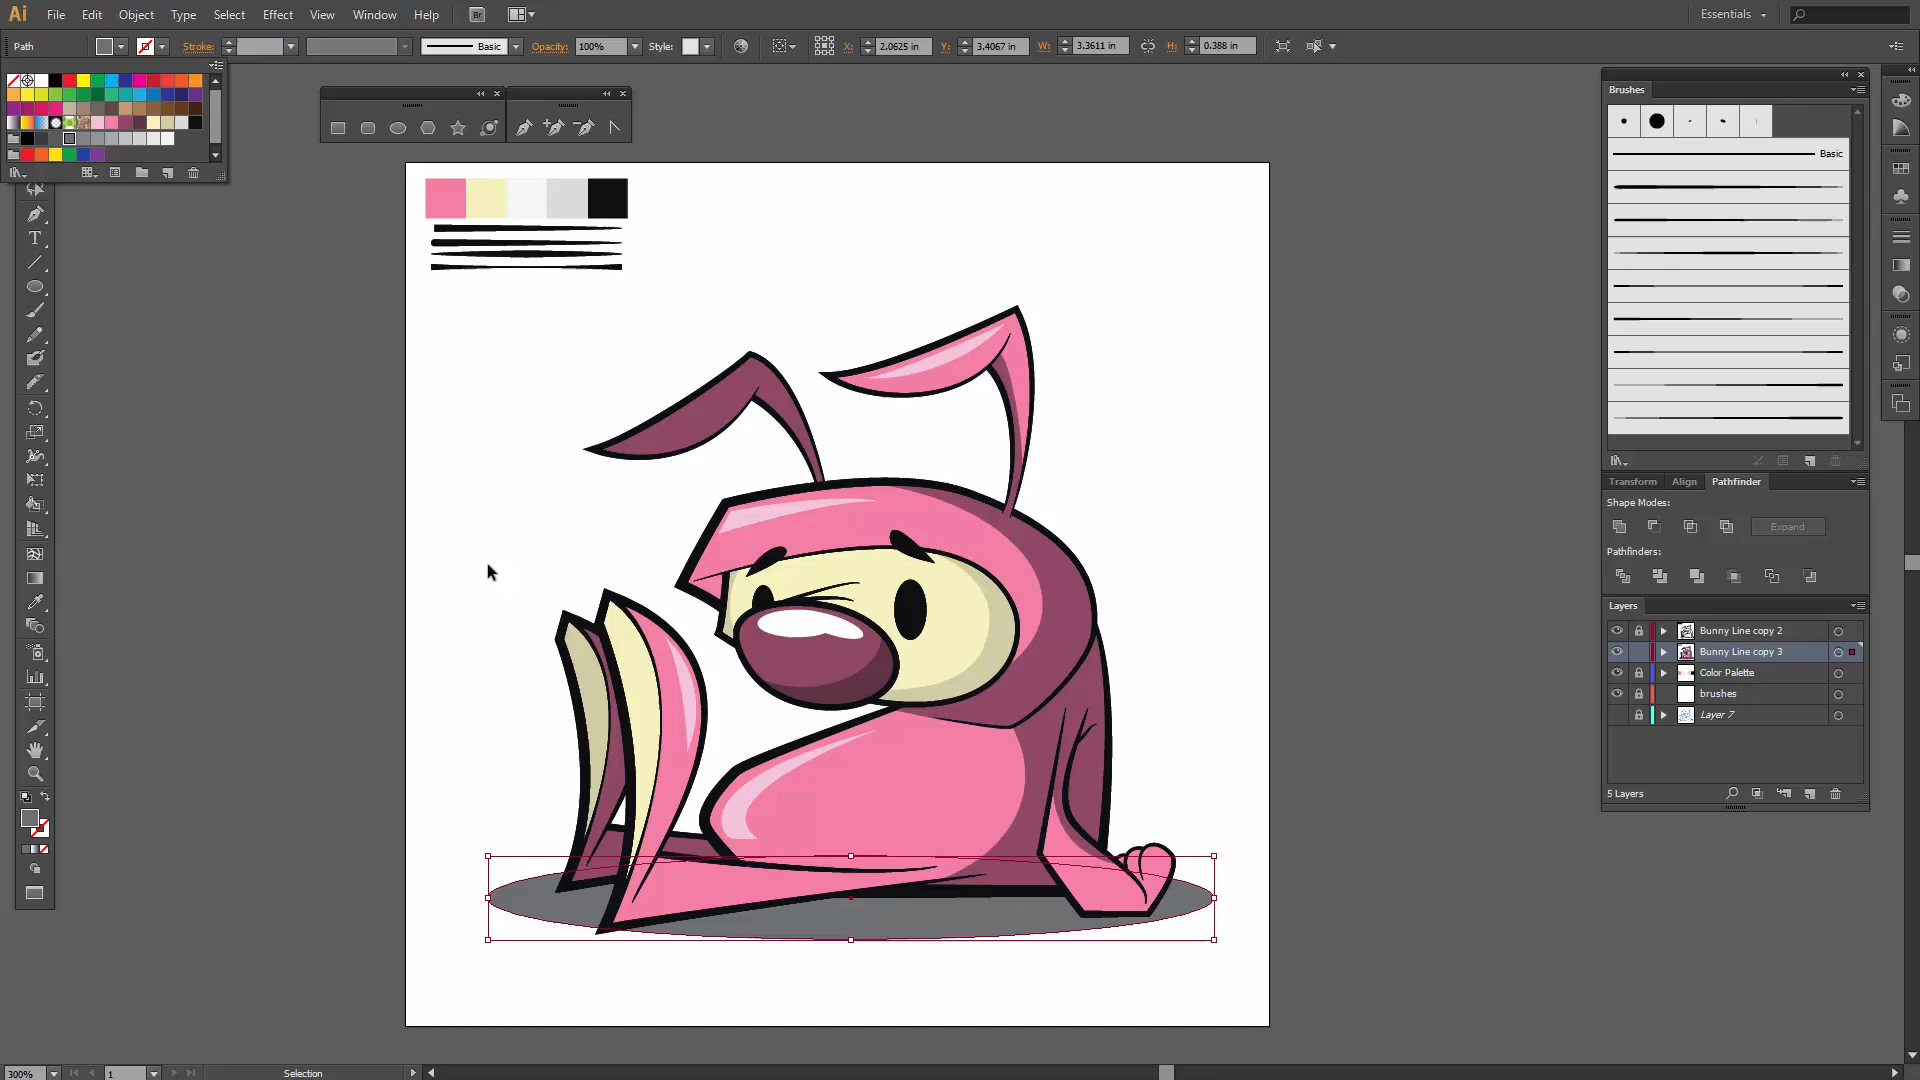 Ai File Edit Object Type Select Effect View Window Help Br Essentials
Path Stroke: Basic Opacity: 100% Style: X: 2.0625 in Y: 3.4067 in W: 3.3611 in H: 0.388 in
Brushes
Basic
Transform Align Pathfinder
Shape Modes:
Expand
Pathfinders:
Layers
Bunny Line copy 2
Bunny Line copy 3
Color Palette
brushes
Layer 7
5 Layers
300% 1 Selection